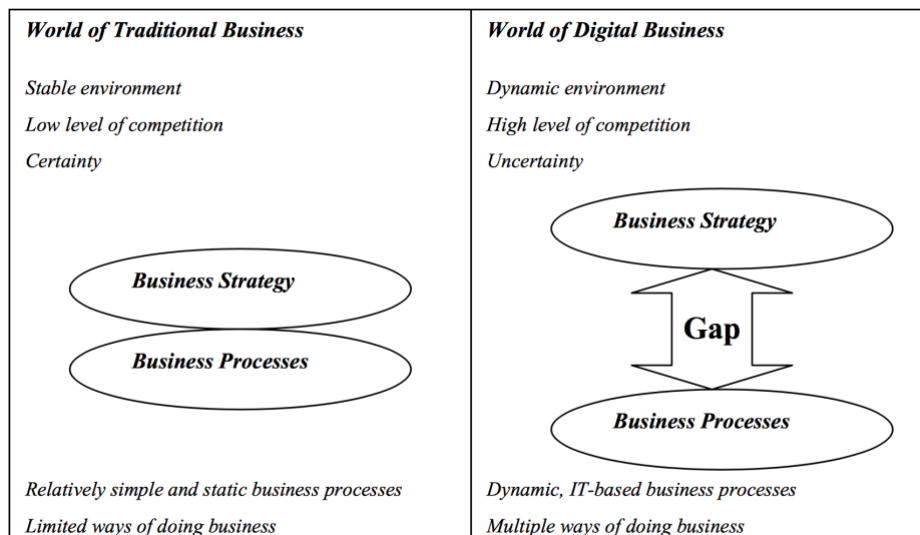 World of Traditional Business
Stable environment
Low level of competition
Certainty
Business Strategy
Business Processes
Relatively simple and static business processes
Limited ways of doing business
World of Digital Business
Dynamic environment
High level of competition
Uncertainty
Business Strategy
Gap
Business Processes
Dynamic, IT-based business processes
Multiple ways of doing business